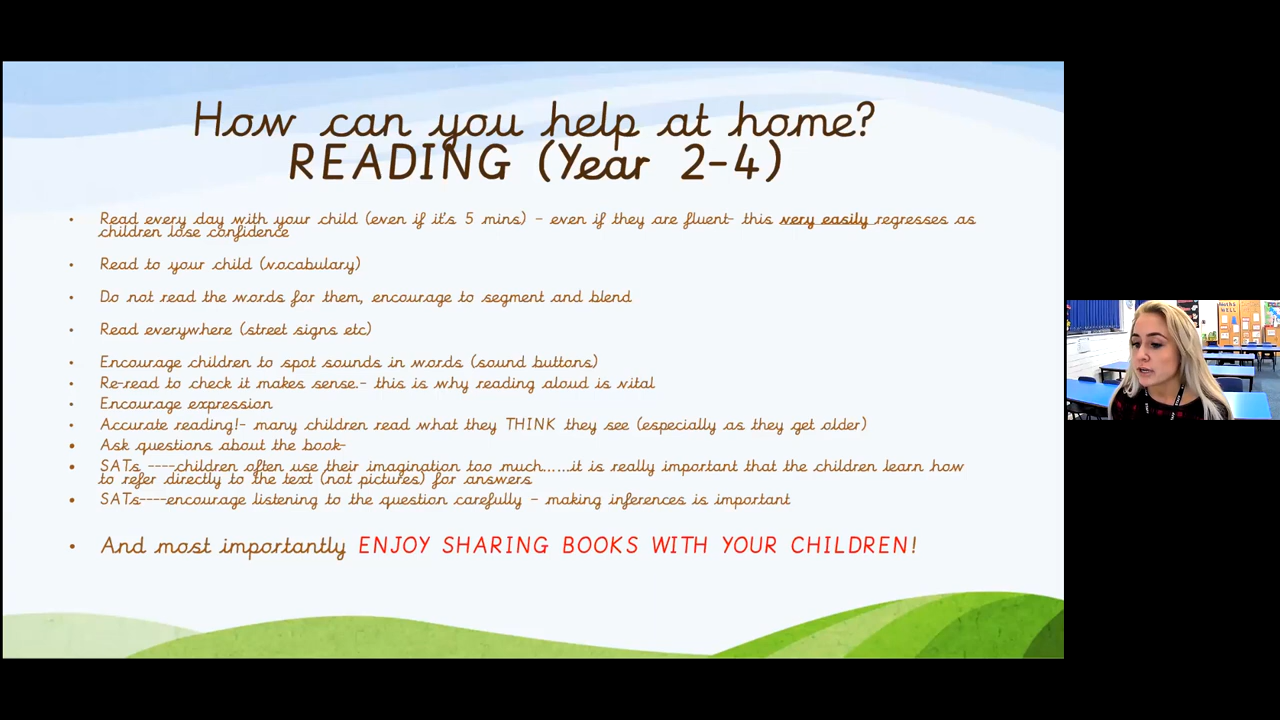 How can you help at home?
READING (Year 2-4)
• Read every day with your child (even if it's 5 mins) - even if they are fluent- this very easily regresses as
children lose confidence
• Read to your child (vocabulary)
• Do not read the words for them, encourage to segment and blend
• Read everywhere (street signs etc)
• Encourage children to spot sounds in words (sound buttons)
• Re-read to check it makes sense.- this is why reading aloud is vital
• Encourage expression
• Accurate reading!- many children read what they THINK they see (especially as they get older)
• Ask questions about the book-
• SATs ----children often use their imagination too much......it is really important that the children learn how
to refer directly to the text (not pictures) for answers
• SATs----encourage listening to the question carefully - making inferences is important
• And most importantly ENJOY SHARING BOOKS WITH YOUR CHILDREN!